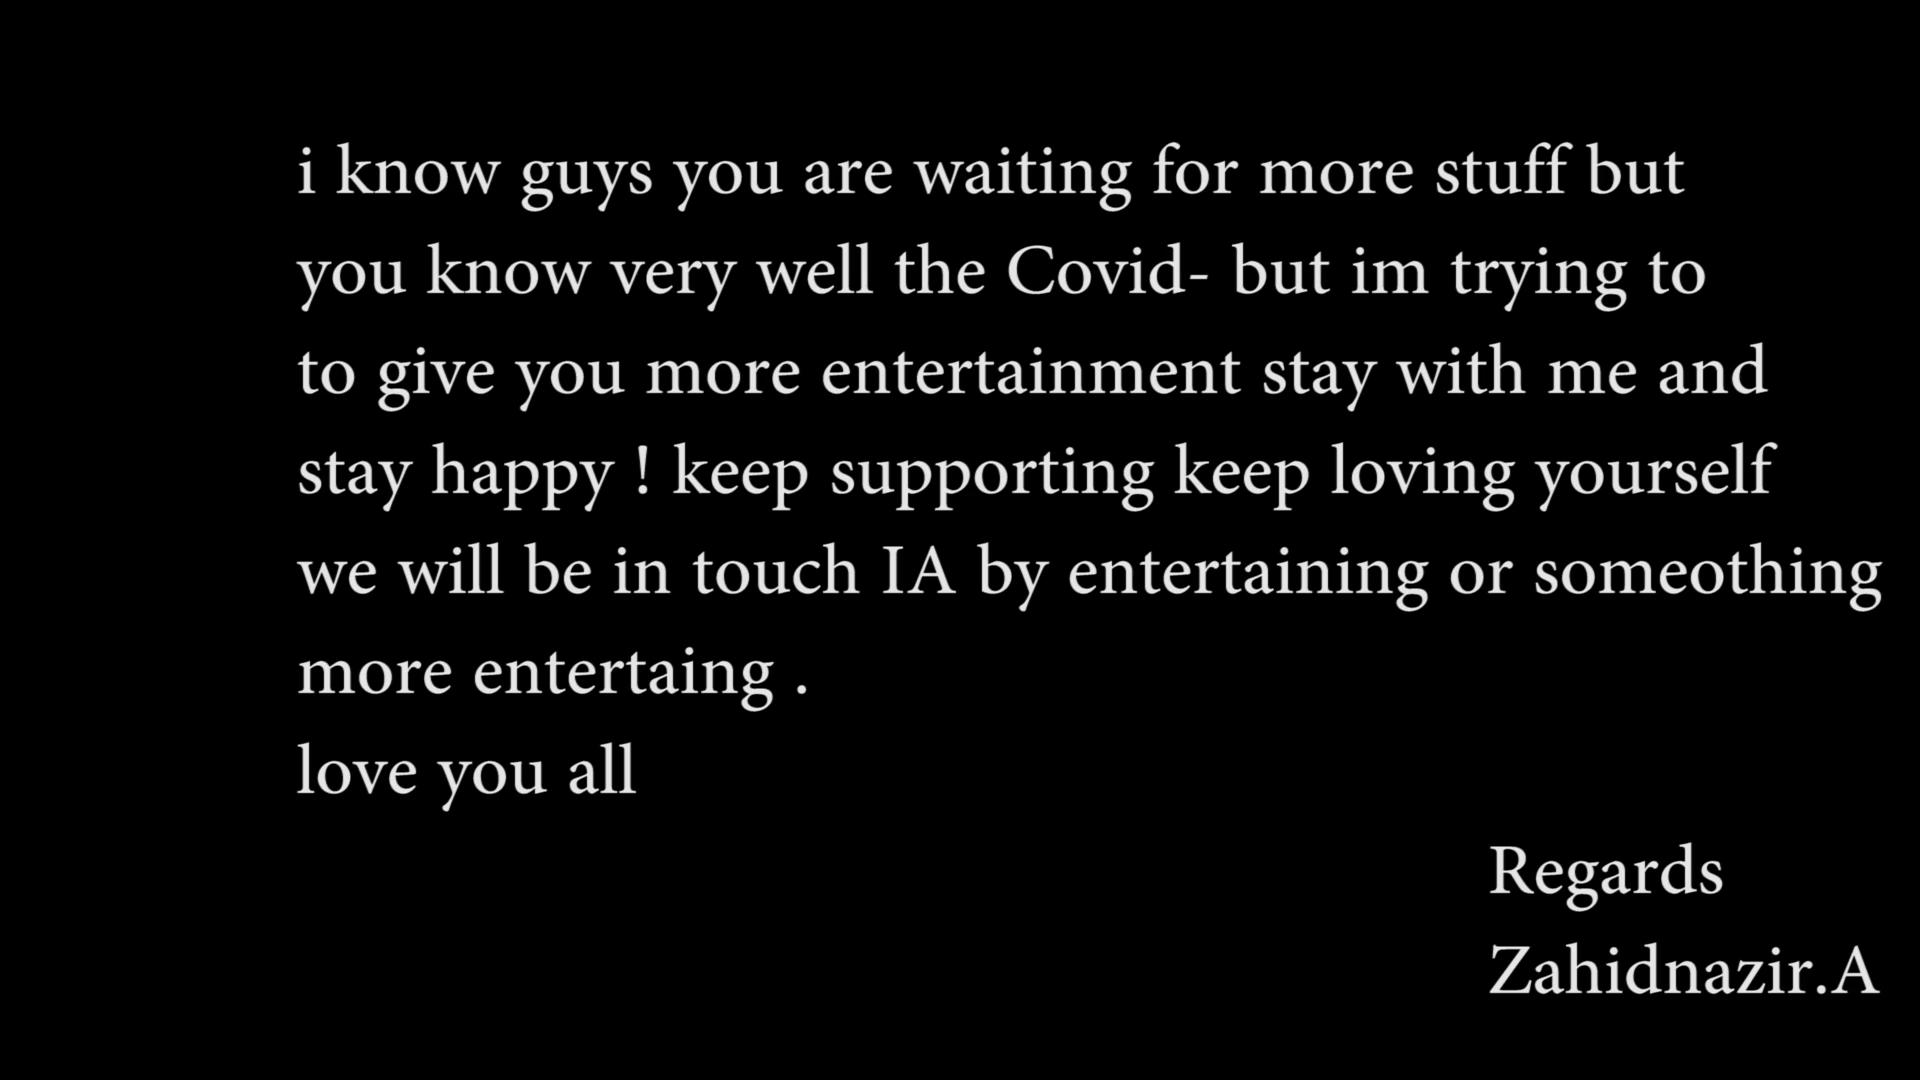 i know guys you are waiting for more stuff but
you know very well the Covid- but im trying to
to give you more entertainment stay with me and
stay happy ! keep supporting keep loving yourself
we will be in touch IA by entertaining or someothing
more entertaing .
love you all
Regards
Zahidnazir.A